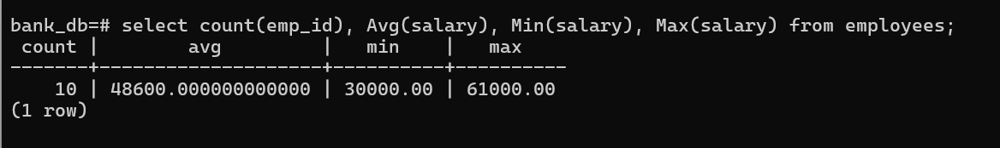 bank_db=# select count(emp_id), Avg(salary), Min(salary), Max(salary) from employees;
 count |        avg         |   min    |   max
-------+--------------------+----------+----------
    10 | 48600.000000000000 | 30000.00 | 61000.00
(1 row)